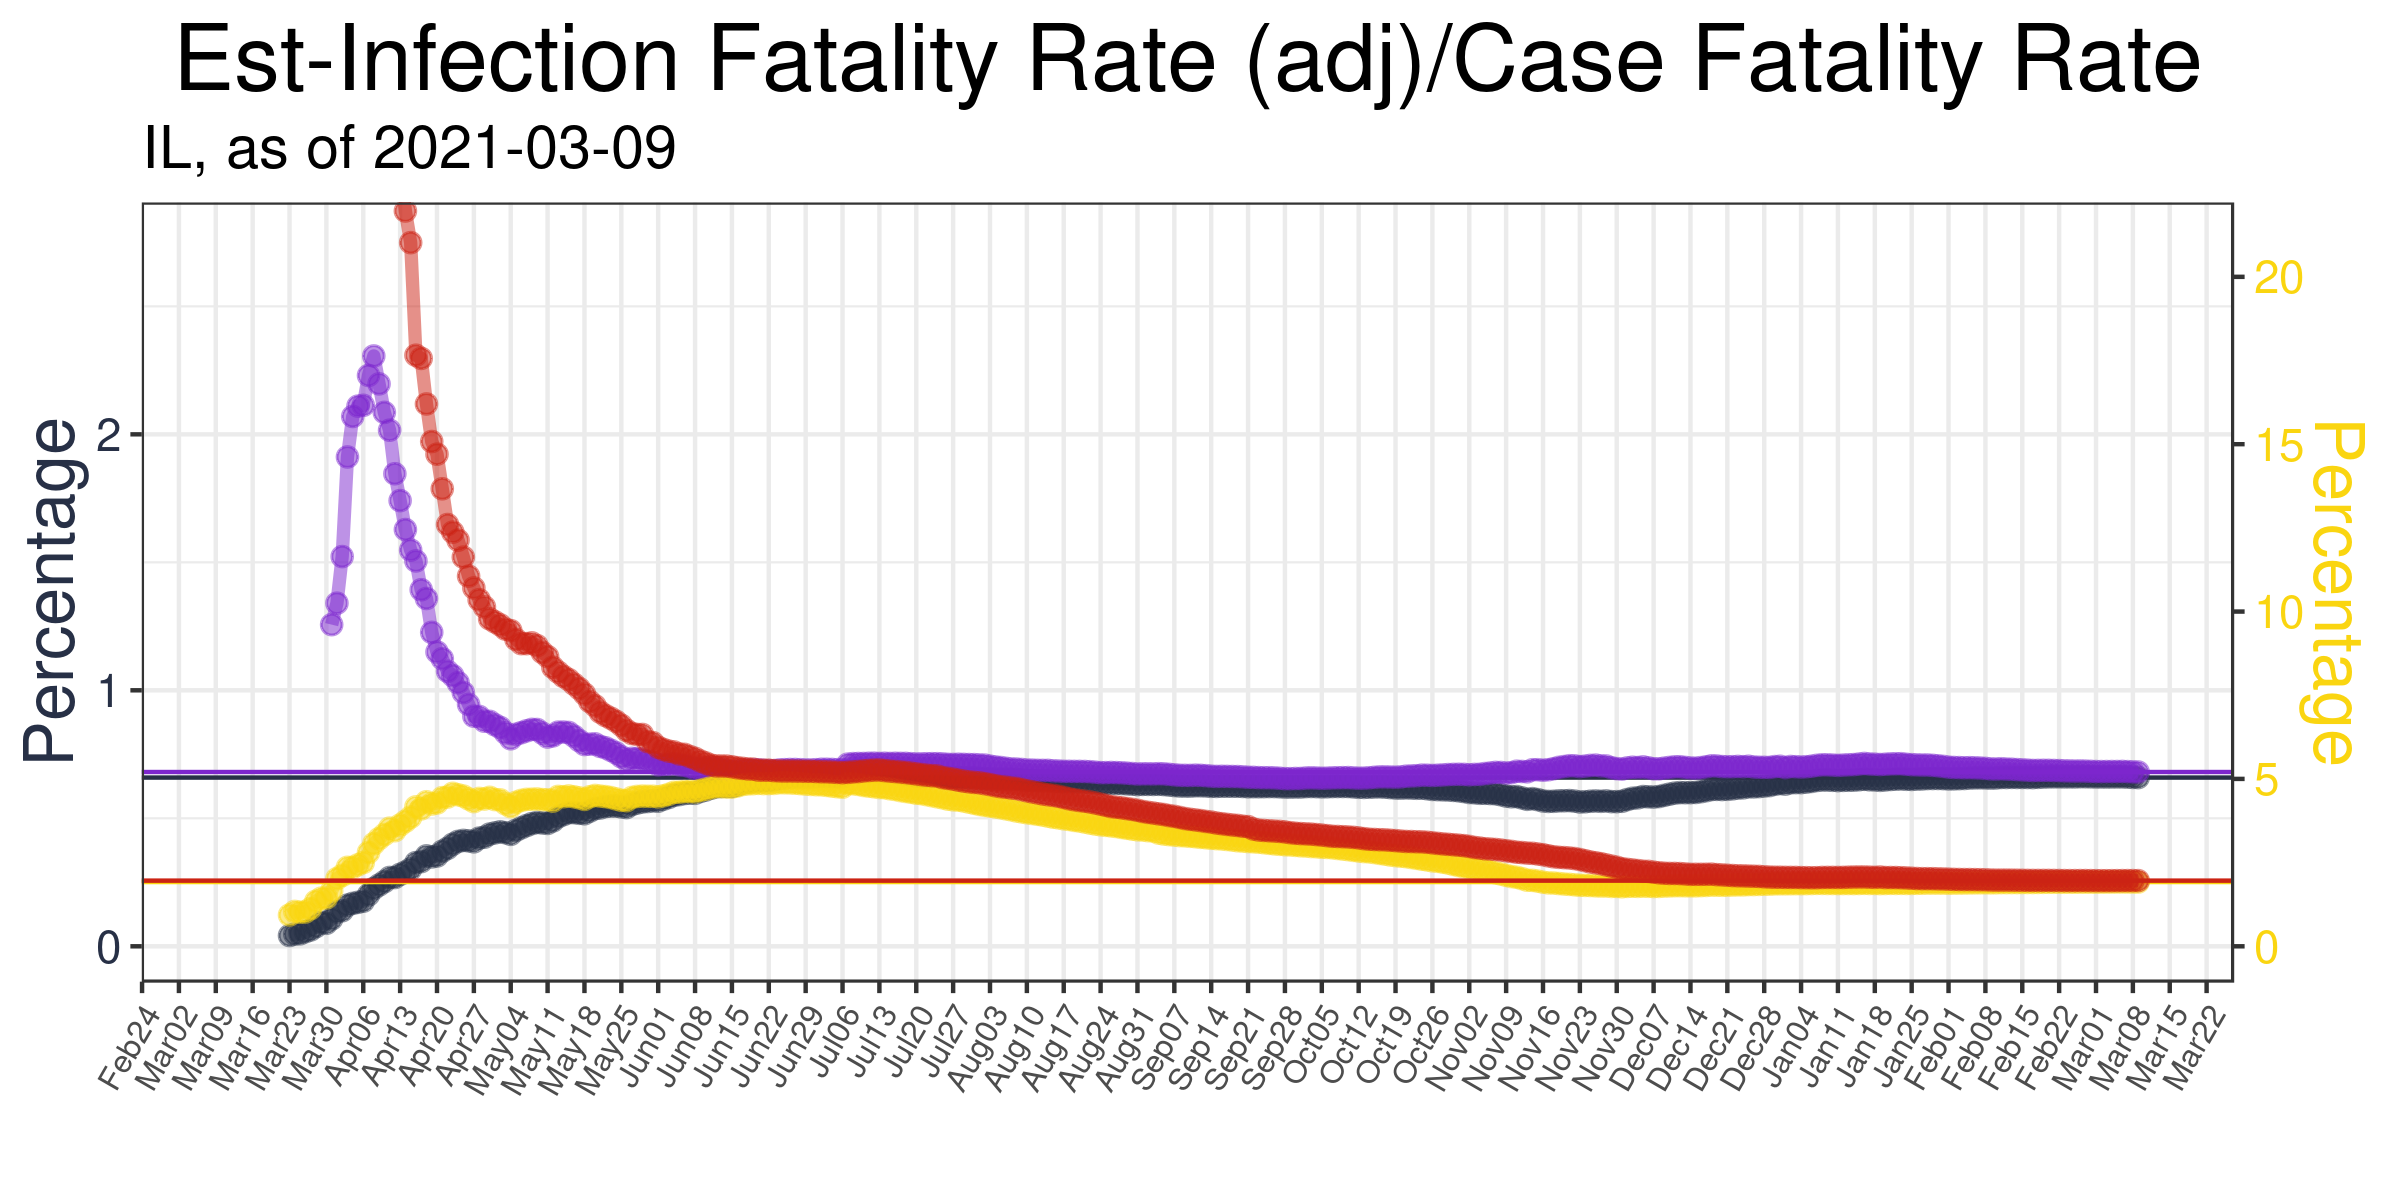 Est-Infection Fatality Rate (adj)/Case Fatality Rate
IL, as of 2021-03-09
Percentage
2
1
0
20
15
10
5
0
Percentage
Feb24
Mar02
Mar09
Mar16
Mar23
Mar30
Apr06
Apr13
Apr20
Apr27
May04
May11
May18
May25
Jun01
Jun08
Jun15
Jun22
Jun29
Jul06
Jul13
Jul20
Jul27
Aug03
Aug10
Aug17
Aug24
Aug31
Sep07
Sep14
Sep21
Sep28
Oct05
Oct12
Oct19
Oct26
Nov02
Nov09
Nov16
Nov23
Nov30
Dec07
Dec14
Dec21
Dec28
Jan04
Jan11
Jan18
Jan25
Feb01
Feb08
Feb15
Feb22
Mar01
Mar08
Mar15
Mar22